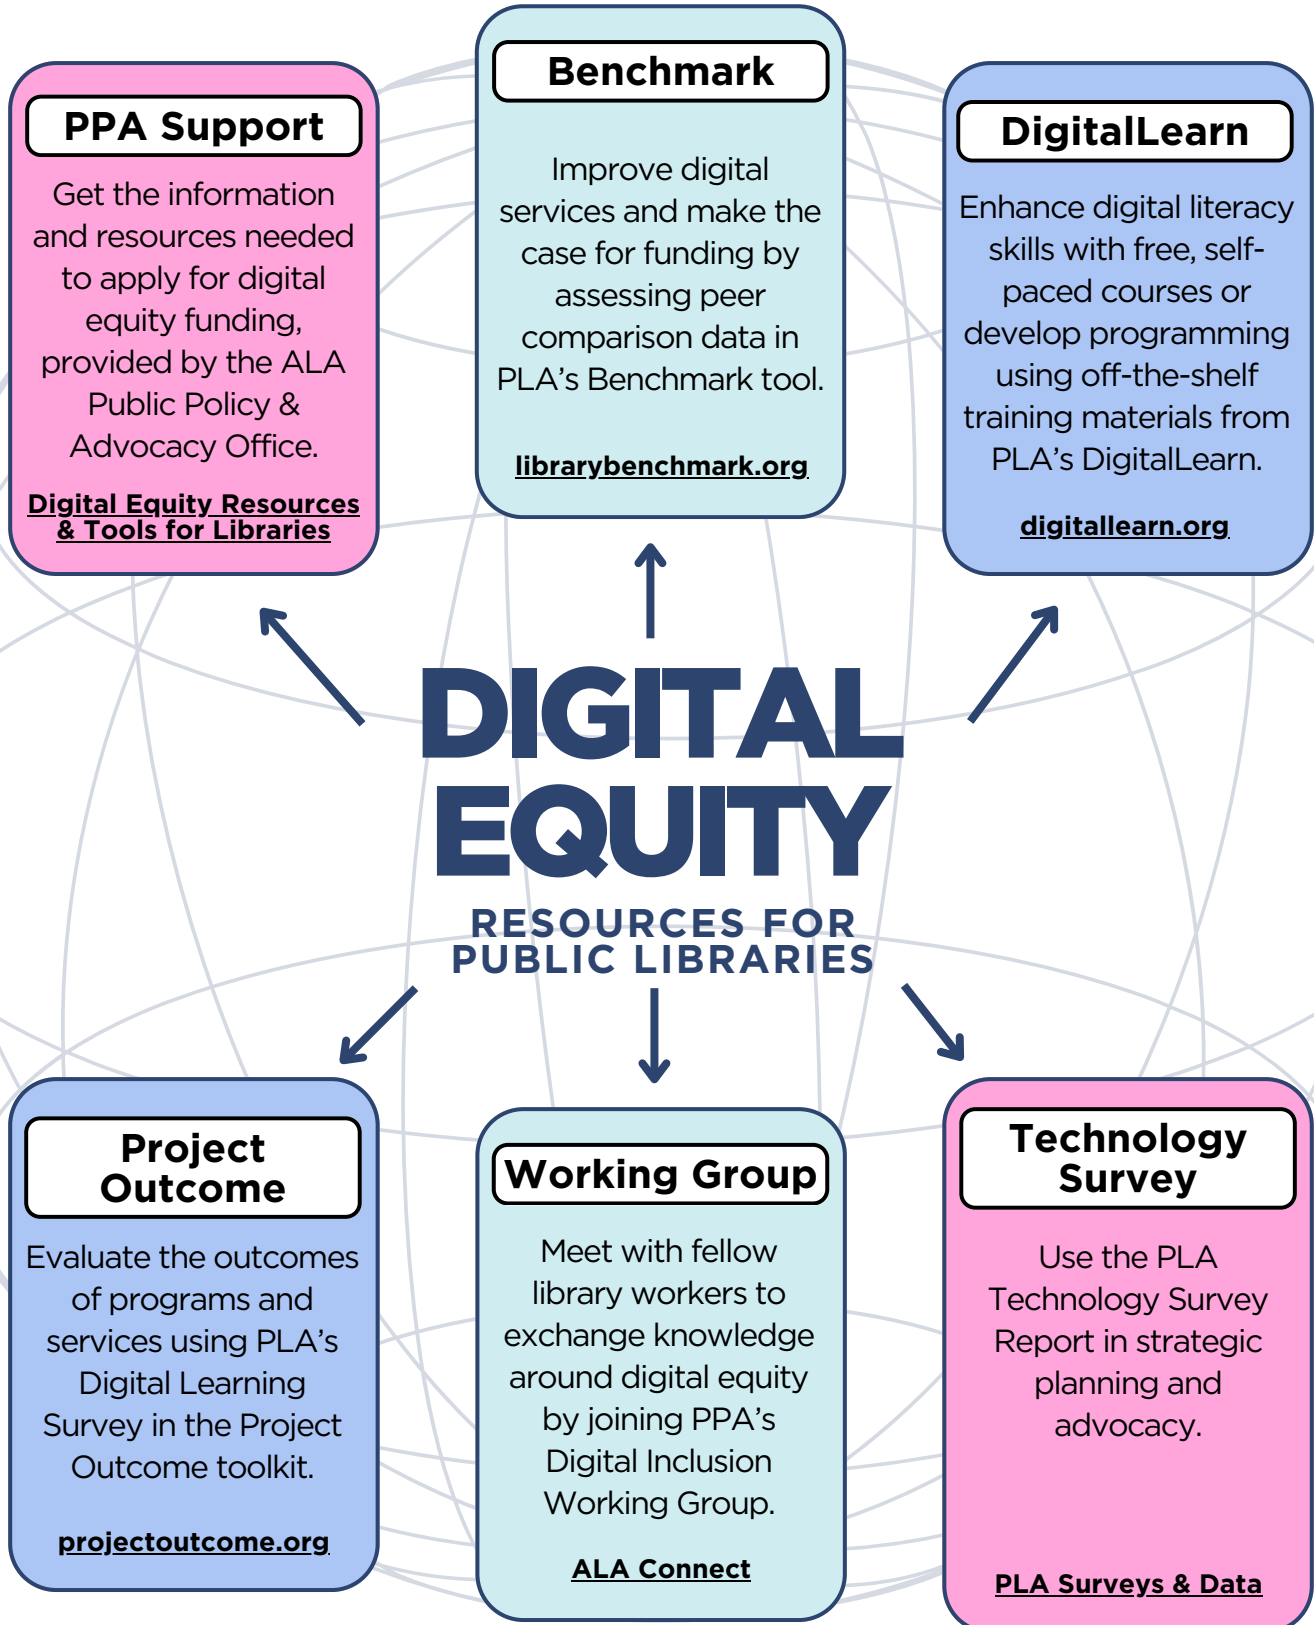 PPA Support
Get the information
and resources needed
to apply for digital
equity funding,
provided by the ALA
Public Policy &
Advocacy Office.
Digital Equity Resources
& Tools for Libraries
Benchmark
Improve digital
services and make the
case for funding by
assessing peer
comparison data in
PLA’s Benchmark tool.
librarybenchmark.org
DigitalLearn
Enhance digital literacy
skills with free, self-
paced courses or
develop programming
using off-the-shelf
training materials from
PLA’s DigitalLearn.
digitallearn.org
DIGITAL
EQUITY
RESOURCES FOR
PUBLIC LIBRARIES
Project
Outcome
Evaluate the outcomes
of programs and
services using PLA’s
Digital Learning
Survey in the Project
Outcome toolkit.
projectoutcome.org
Working Group
Meet with fellow
library workers to
exchange knowledge
around digital equity
by joining PPA’s
Digital Inclusion
Working Group.
ALA Connect
Technology
Survey
Use the PLA
Technology Survey
Report in strategic
planning and
advocacy.
PLA Surveys & Data